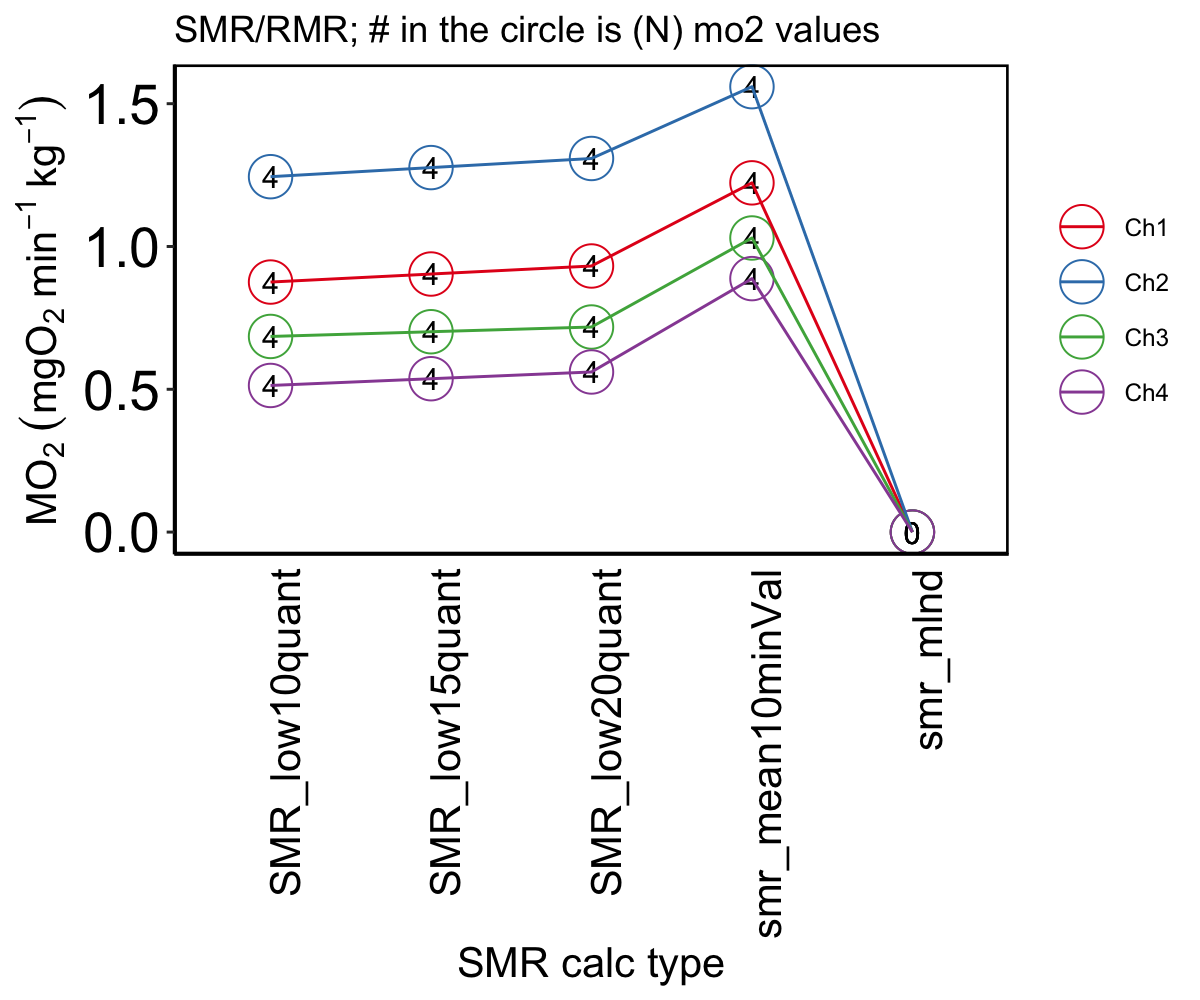 SMR/RMR; # in the circle is (N) mo2 values
MO₂ (mgO₂ min⁻¹ kg⁻¹)
1.5
1.0
0.5
0.0
4 4 4 4
4 4 4 4
4 4 4 4
4 4 4 4
0
SMR_low10quant
SMR_low15quant
SMR_low20quant
smr_mean10minVal
smr_mlnd
SMR calc type
Ch1
Ch2
Ch3
Ch4